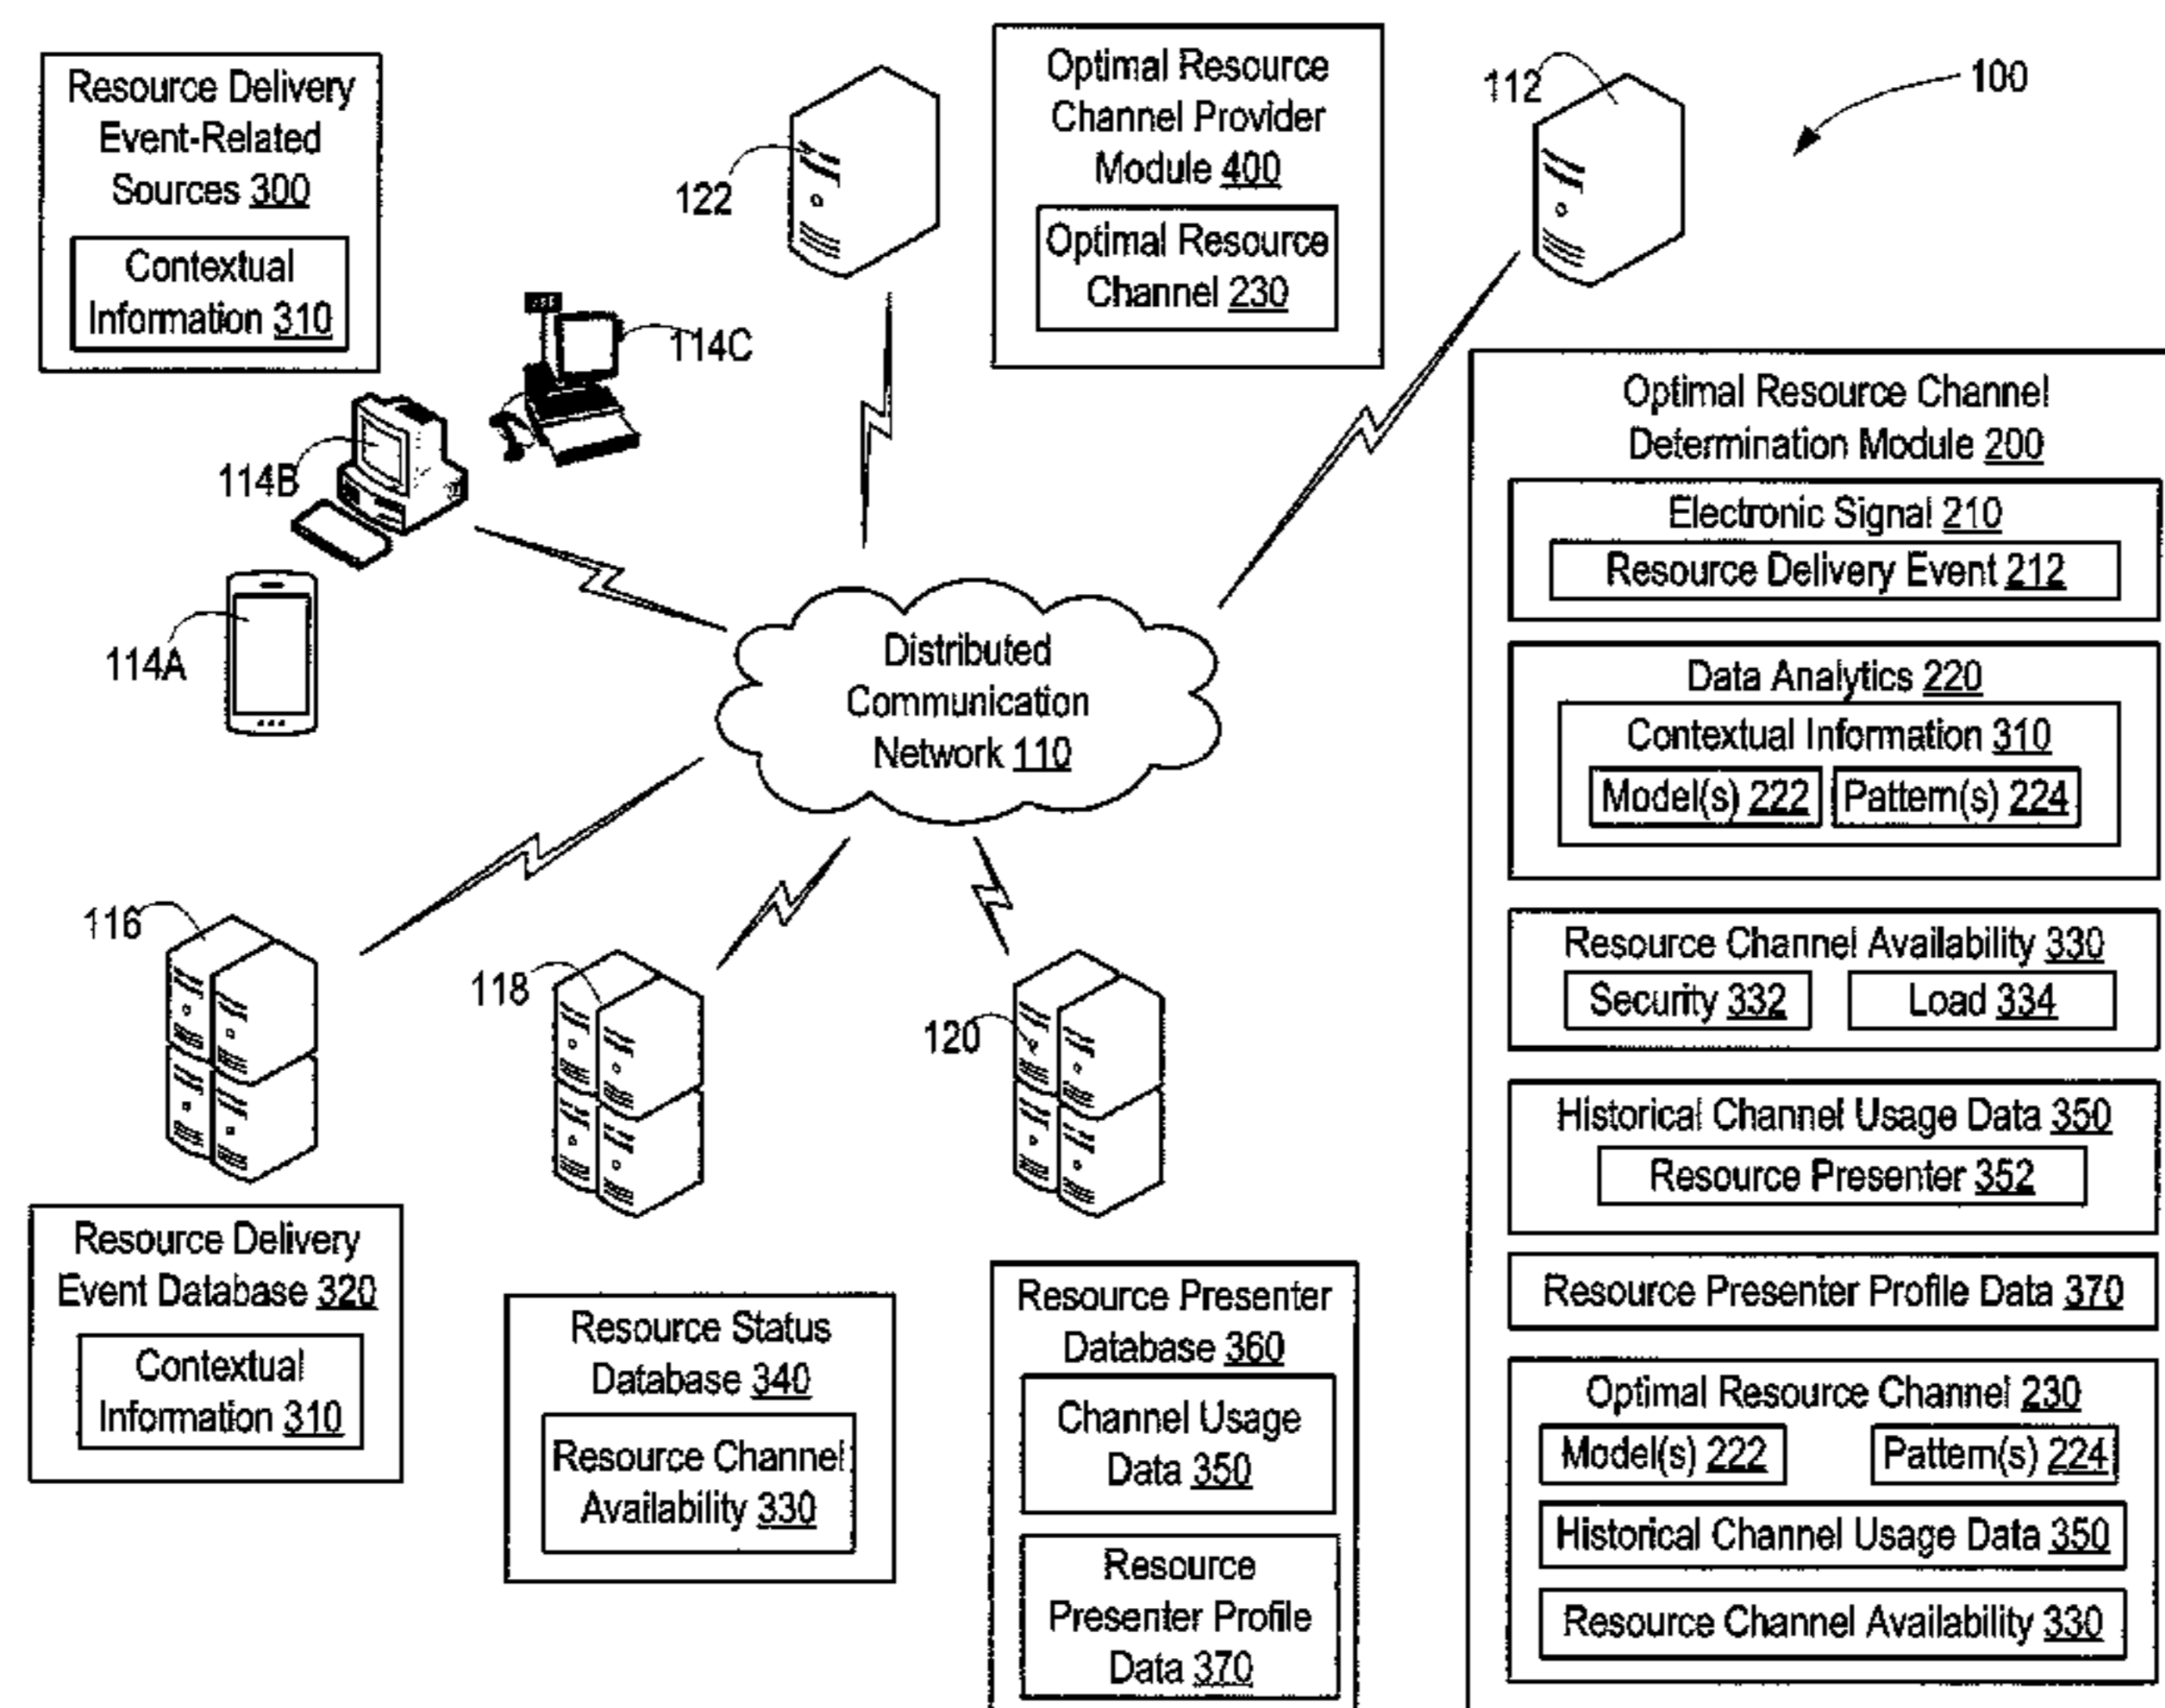 Resource Delivery
Event-Related
Sources 300
Contextual
Information 310
122
Optimal Resource
Channel Provider
Module 400
Optimal Resource
Channel 230
112
100
114C
114B
114A
Distributed
Communication
Network 110
116
118
120
Resource Delivery
Event Database 320
Contextual
Information 310
Resource Status
Database 340
Resource Channel
Availability 330
Resource Presenter
Database 360
Channel Usage
Data 350
Resource
Presenter Profile
Data 370
Optimal Resource Channel
Determination Module 200
Electronic Signal 210
Resource Delivery Event 212
Data Analytics 220
Contextual Information 310
Model(s) 222
Pattern(s) 224
Resource Channel Availability 330
Security 332
Load 334
Historical Channel Usage Data 350
Resource Presenter 352
Resource Presenter Profile Data 370
Optimal Resource Channel 230
Model(s) 222
Pattern(s) 224
Historical Channel Usage Data 350
Resource Channel Availability 330